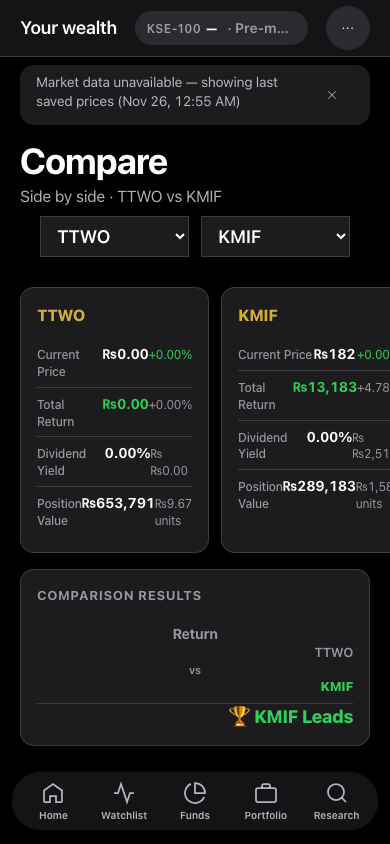 Your wealth
KSE-100 — · Pre-m...
...
Market data unavailable — showing last
saved prices (Nov 26, 12:55 AM)
Compare
Side by side · TTWO vs KMIF
TTWO
KMIF
TTWO
Current Price ₨0.00 +0.00%
Total Return ₨0.00 +0.00%
Dividend Yield 0.00% ₨ ₨0.00
Position Value ₨653,791 ₨9.67 units
KMIF
Current Price ₨182 +0.00
Total Return ₨13,183 +4.78
Dividend Yield 0.00% ₨ ₨2,51
Position Value ₨289,183 ₨1,58 units
COMPARISON RESULTS
Return
TTWO
vs
KMIF
🏆 KMIF Leads
Home
Watchlist
Funds
Portfolio
Research